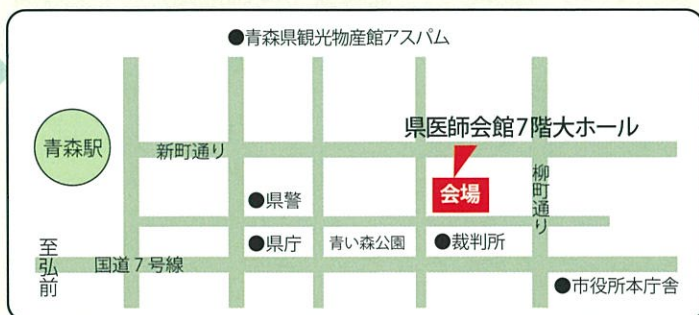 ●青森県観光物産館アスパム
県医師会館7階大ホール
青森駅
新町通り
会場
柳町通り
●県警
●県庁
青い森公園
●裁判所
至弘前
国道7号線
●市役所本庁舎